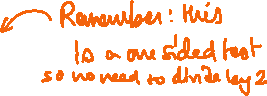 Remember: this
is a one sided test
so no need to divide by 2